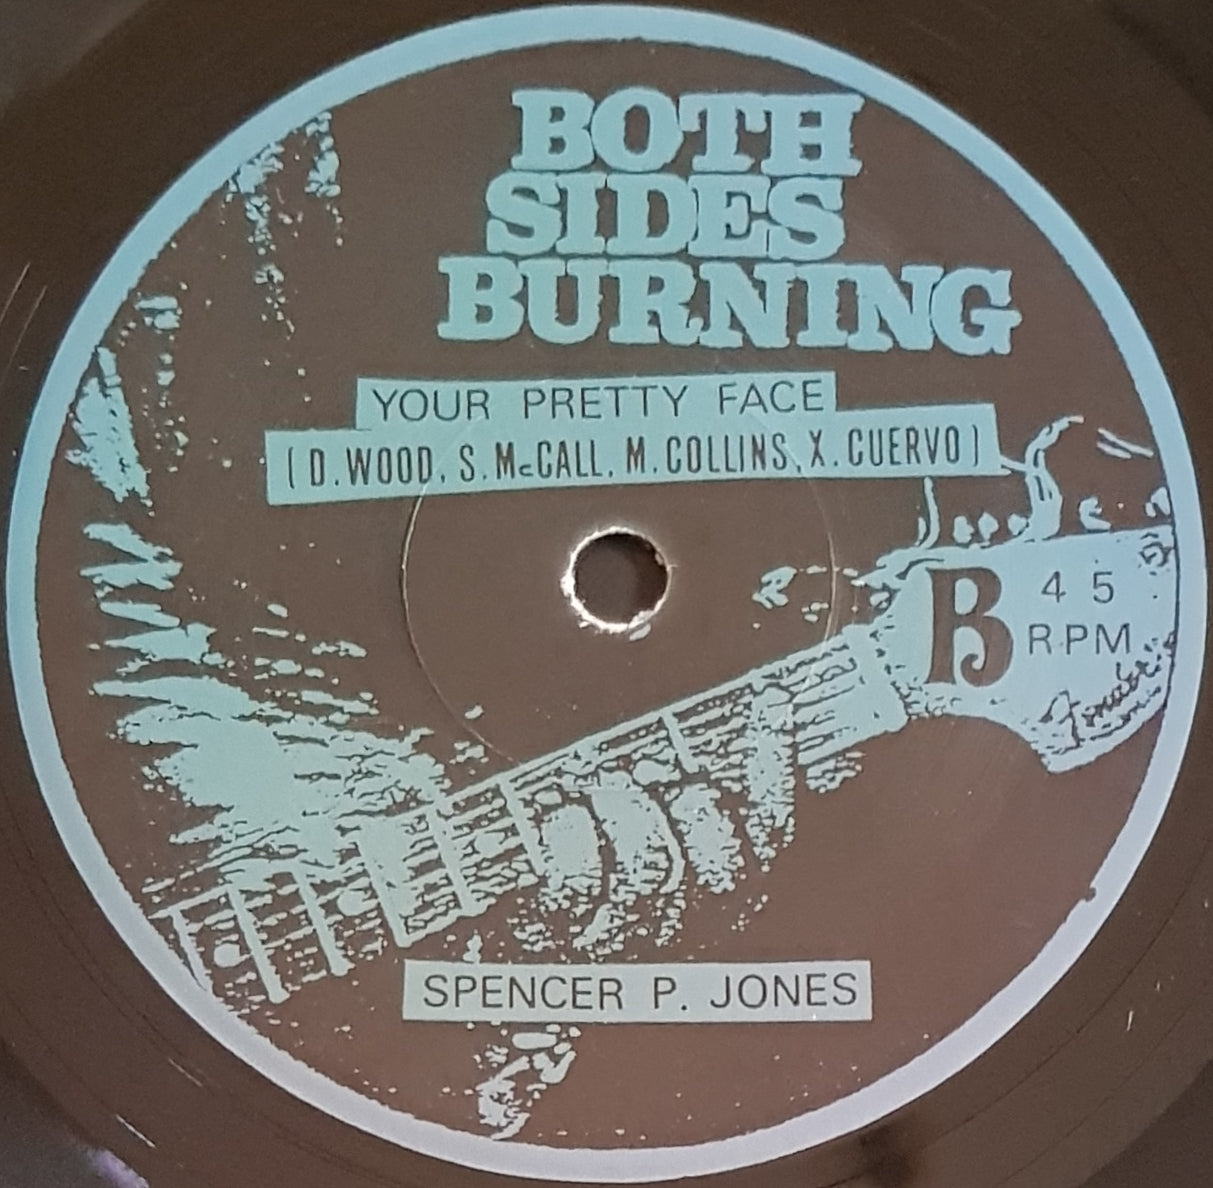 BOTH
SIDES
BURNING
YOUR PRETTY FACE
(D.WOOD, S.McCALL, M.COLLINS, X.CUERVO)
B
45
RPM
SPENCER P. JONES